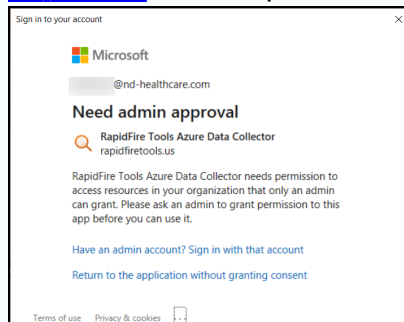 Sign in to your account
Microsoft
@nd-healthcare.com
Need admin approval
RapidFire Tools Azure Data Collector
rapidfiretools.us
RapidFire Tools Azure Data Collector needs permission to
access resources in your organization that only an admin
can grant. Please ask an admin to grant permission to this
app before you can use it.
Have an admin account? Sign in with that account
Return to the application without granting consent
Terms of use Privacy & cookies ...